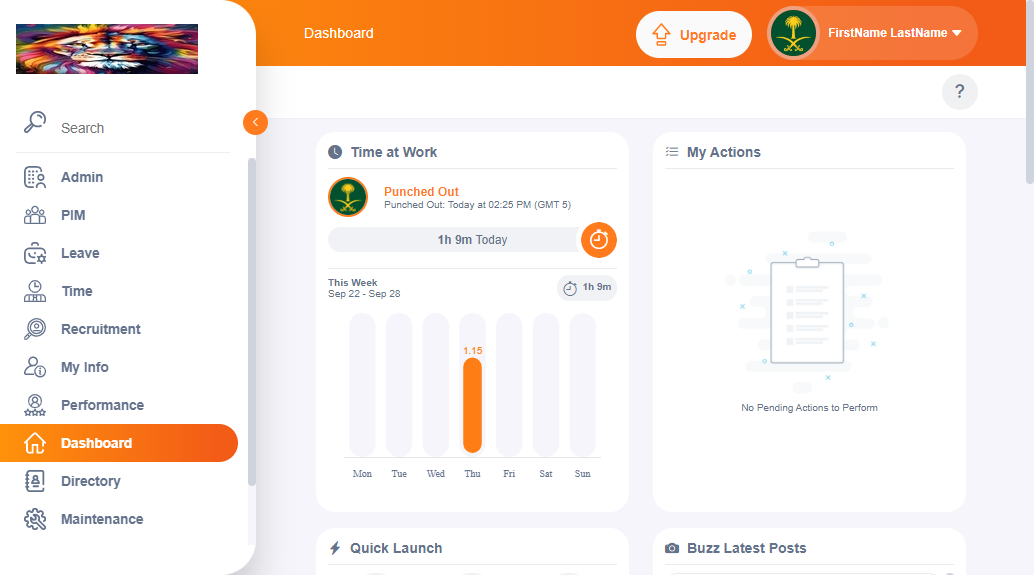 Dashboard
Upgrade
FirstName LastName
?
Search
Admin
PIM
Leave
Time
Recruitment
My Info
Performance
Dashboard
Directory
Maintenance
Time at Work
Punched Out
Punched Out: Today at 02:25 PM (GMT 5)
1h 9m Today
This Week
Sep 22 - Sep 28
1h 9m
1.15
Mon Tue Wed Thu Fri Sat Sun
My Actions
No Pending Actions to Perform
Quick Launch
Buzz Latest Posts